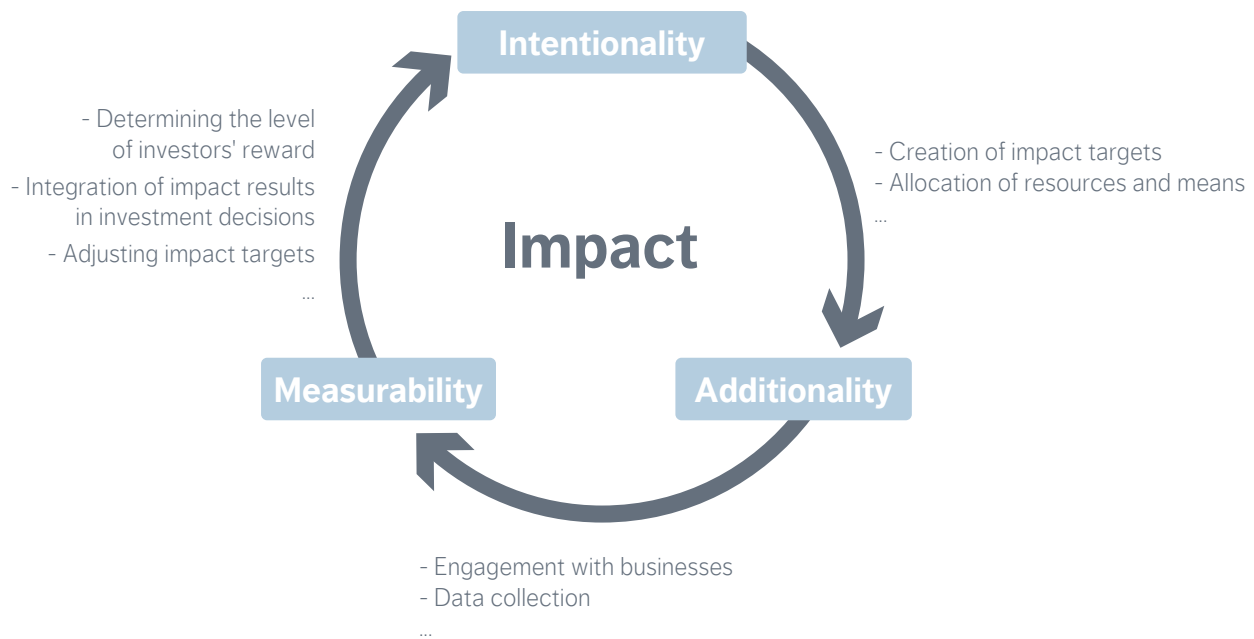 Intentionality
- Determining the level
of investors' reward
- Integration of impact results
in investment decisions
- Adjusting impact targets
...
- Creation of impact targets
- Allocation of resources and means
...
Impact
Measurability
Additionality
- Engagement with businesses
- Data collection
...